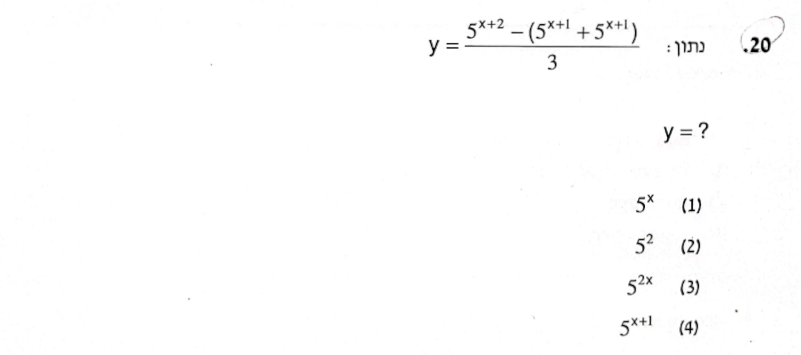 20. נתון: y = \frac{5^{x+2} - (5^{x+1} + 5^{x+1})}{3}
y = ?
(1) 5^x
(2) 5^2
(3) 5^{2x}
(4) 5^{x+1}